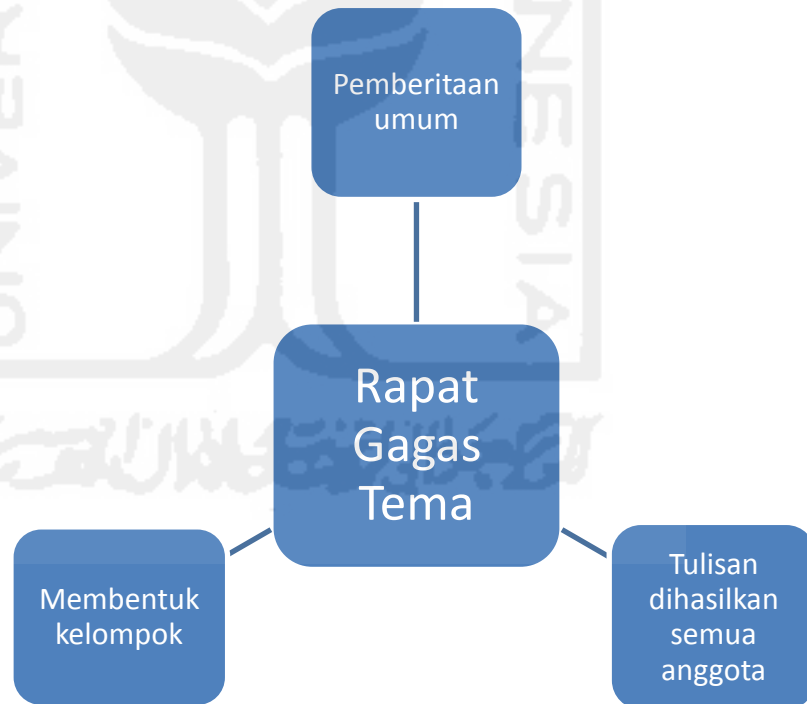 Pemberitaan
umum
Rapat
Gagas
Tema
Membentuk
kelompok
Tulisan
dihasilkan
semua
anggota